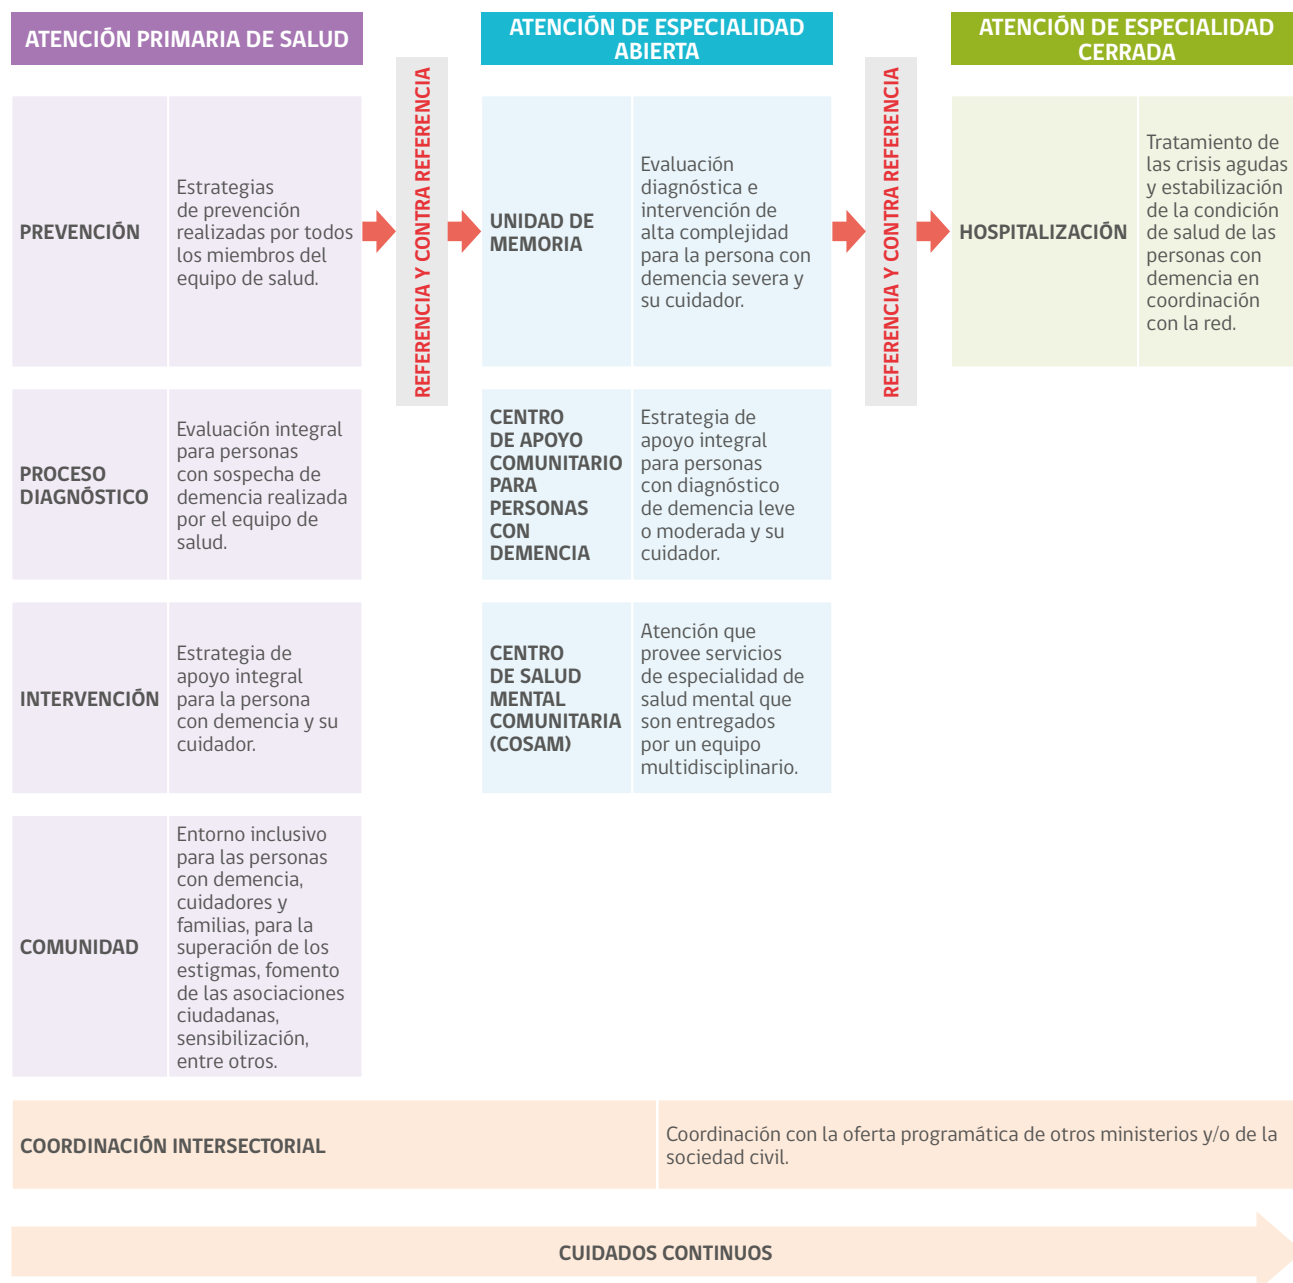 ATENCIÓN PRIMARIA DE SALUD
PREVENCIÓN
Estrategias
de prevención
realizadas por todos
los miembros del
equipo de salud.
PROCESO
DIAGNÓSTICO
Evaluación integral
para personas
con sospecha de
demencia realizada
por el equipo de
salud.
INTERVENCIÓN
Estrategia de
apoyo integral
para la persona
con demencia y su
cuidador.
COMUNIDAD
Entorno inclusivo
para las personas
con demencia,
cuidadores y
familias, para la
superación de los
estigmas, fomento
de las asociaciones
ciudadanas,
sensibilización,
entre otros.
REFERENCIA Y CONTRA REFERENCIA
ATENCIÓN DE ESPECIALIDAD
ABIERTA
UNIDAD DE
MEMORIA
Evaluación
diagnóstica e
intervención de
alta complejidad
para la persona con
demencia severa y
su cuidador.
CENTRO
DE APOYO
COMUNITARIO
PARA
PERSONAS
CON
DEMENCIA
Estrategia de
apoyo integral
para personas
con diagnóstico
de demencia leve
o moderada y su
cuidador.
CENTRO
DE SALUD
MENTAL
COMUNITARIA
(COSAM)
Atención que
provee servicios
de especialidad de
salud mental que
son entregados
por un equipo
multidisciplinario.
REFERENCIA Y CONTRA REFERENCIA
ATENCIÓN DE ESPECIALIDAD
CERRADA
HOSPITALIZACIÓN
Tratamiento de
las crisis agudas
y estabilización
de la condición
de salud de las
personas con
demencia en
coordinación
con la red.
COORDINACIÓN INTERSECTORIAL
Coordinación con la oferta programática de otros ministerios y/o de la
sociedad civil.
CUIDADOS CONTINUOS